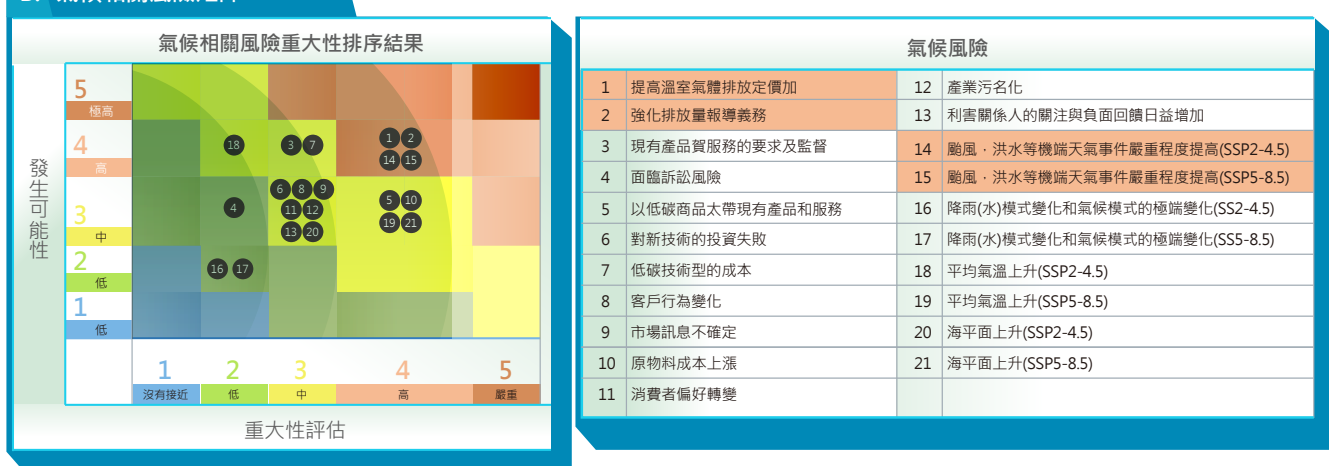 氣候相關風險重大性排序結果
發生可能性
5
極高
4
高
3
中
2
低
1
低
18
3 7
1 2
14 15
4
6 8 9
11 12
13 20
5 10
19 21
16 17
1 2 3 4 5
沒有接近 低 中 高 嚴重
重大性評估
氣候風險
1 提高溫室氣體排放定價加
2 強化排放量報導義務
3 現有產品質服務的要求及監督
4 面臨訴訟風險
5 以低碳商品太帶現有產品和服務
6 對新技術的投資失敗
7 低碳技術型的成本
8 客戶行為變化
9 市場訊息不確定
10 原物料成本上漲
11 消費者偏好轉變
12 產業污名化
13 利害關係人的關注與負面回饋日益增加
14 颱風．洪水等機端天氣事件嚴重程度提高(SSP2-4.5)
15 颱風．洪水等機端天氣事件嚴重程度提高(SSP5-8.5)
16 降雨(水)模式變化和氣候模式的極端變化(SS2-4.5)
17 降雨(水)模式變化和氣候模式的極端變化(SS5-8.5)
18 平均氣溫上升(SSP2-4.5)
19 平均氣溫上升(SSP5-8.5)
20 海平面上升(SSP2-4.5)
21 海平面上升(SSP5-8.5)